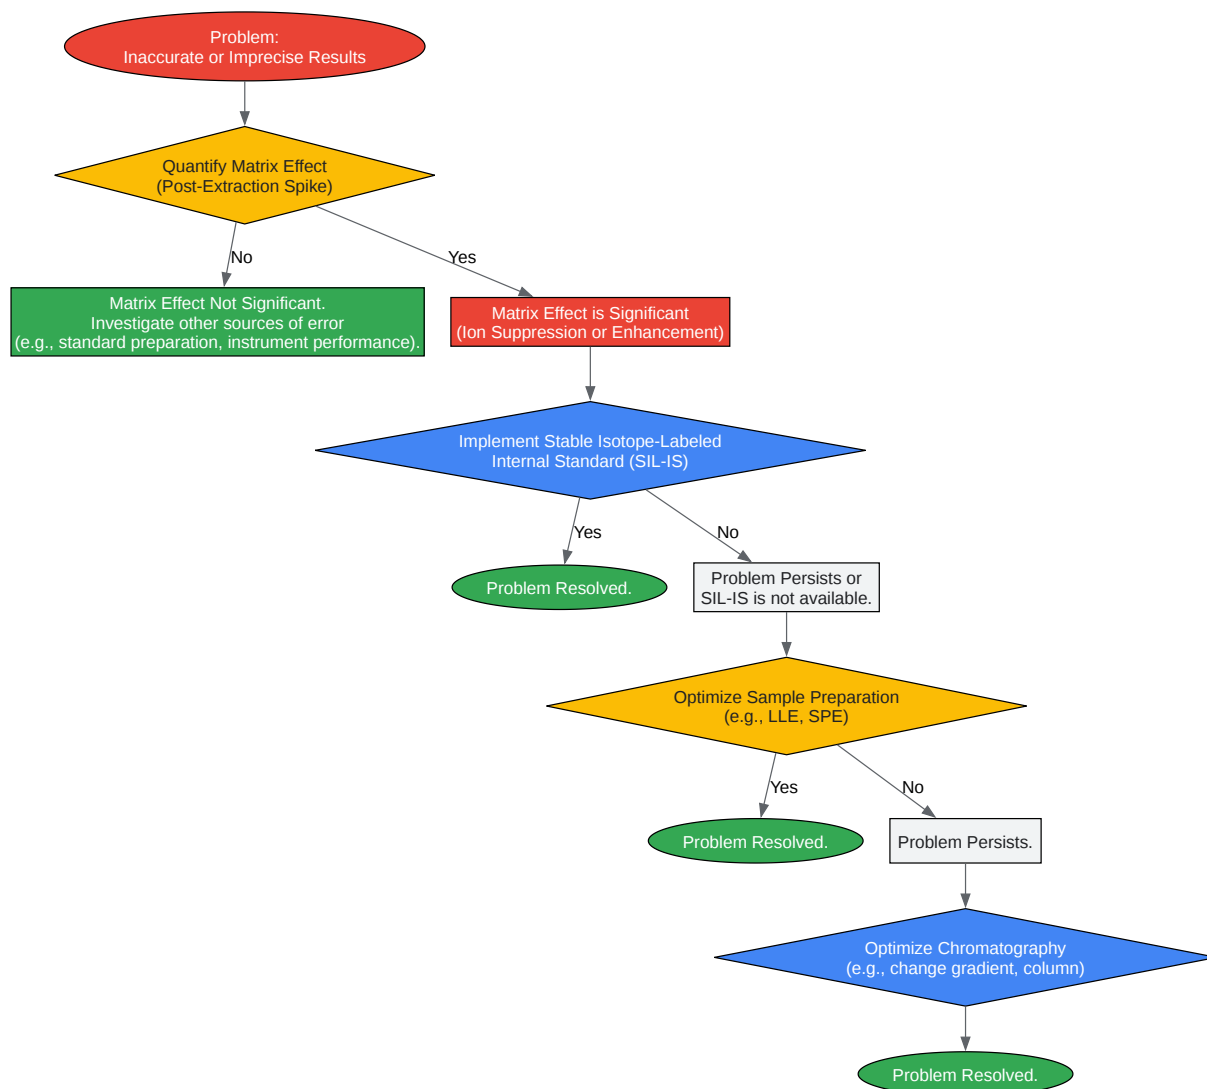 Problem:
Inaccurate or Imprecise Results
Quantify Matrix Effect
(Post-Extraction Spike)
No
Yes
Matrix Effect Not Significant.
Investigate other sources of error
(e.g., standard preparation, instrument performance).
Matrix Effect is Significant
(Ion Suppression or Enhancement)
Implement Stable Isotope-Labeled
Internal Standard (SIL-IS)
Yes
No
Problem Resolved.
Problem Persists or
SIL-IS is not available.
Optimize Sample Preparation
(e.g., LLE, SPE)
Yes
No
Problem Resolved.
Problem Persists.
Optimize Chromatography
(e.g., change gradient, column)
Problem Resolved.